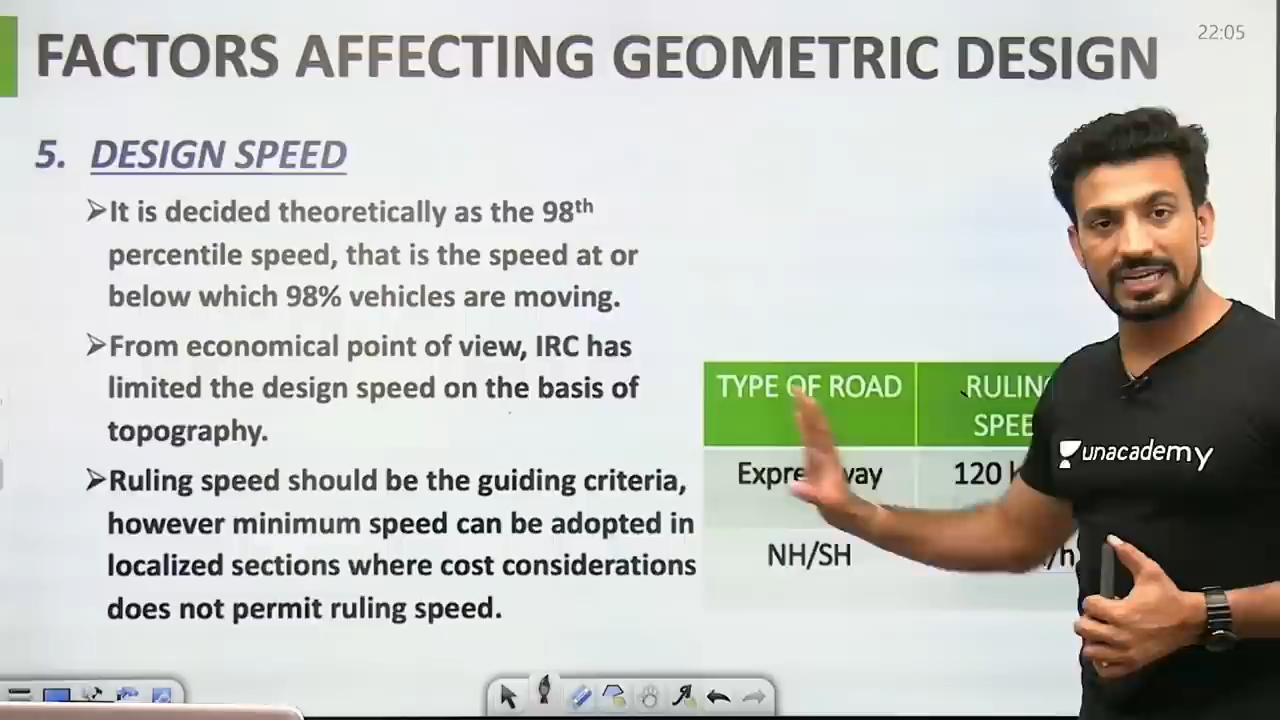 FACTORS AFFECTING GEOMETRIC DESIGN
22:05
5. DESIGN SPEED
➢It is decided theoretically as the 98th
percentile speed, that is the speed at or
below which 98% vehicles are moving.
➢From economical point of view, IRC has
limited the design speed on the basis of
topography.
➢Ruling speed should be the guiding criteria,
however minimum speed can be adopted in
localized sections where cost considerations
does not permit ruling speed.
TYPE OF ROAD
120
NH/SH
unacademy